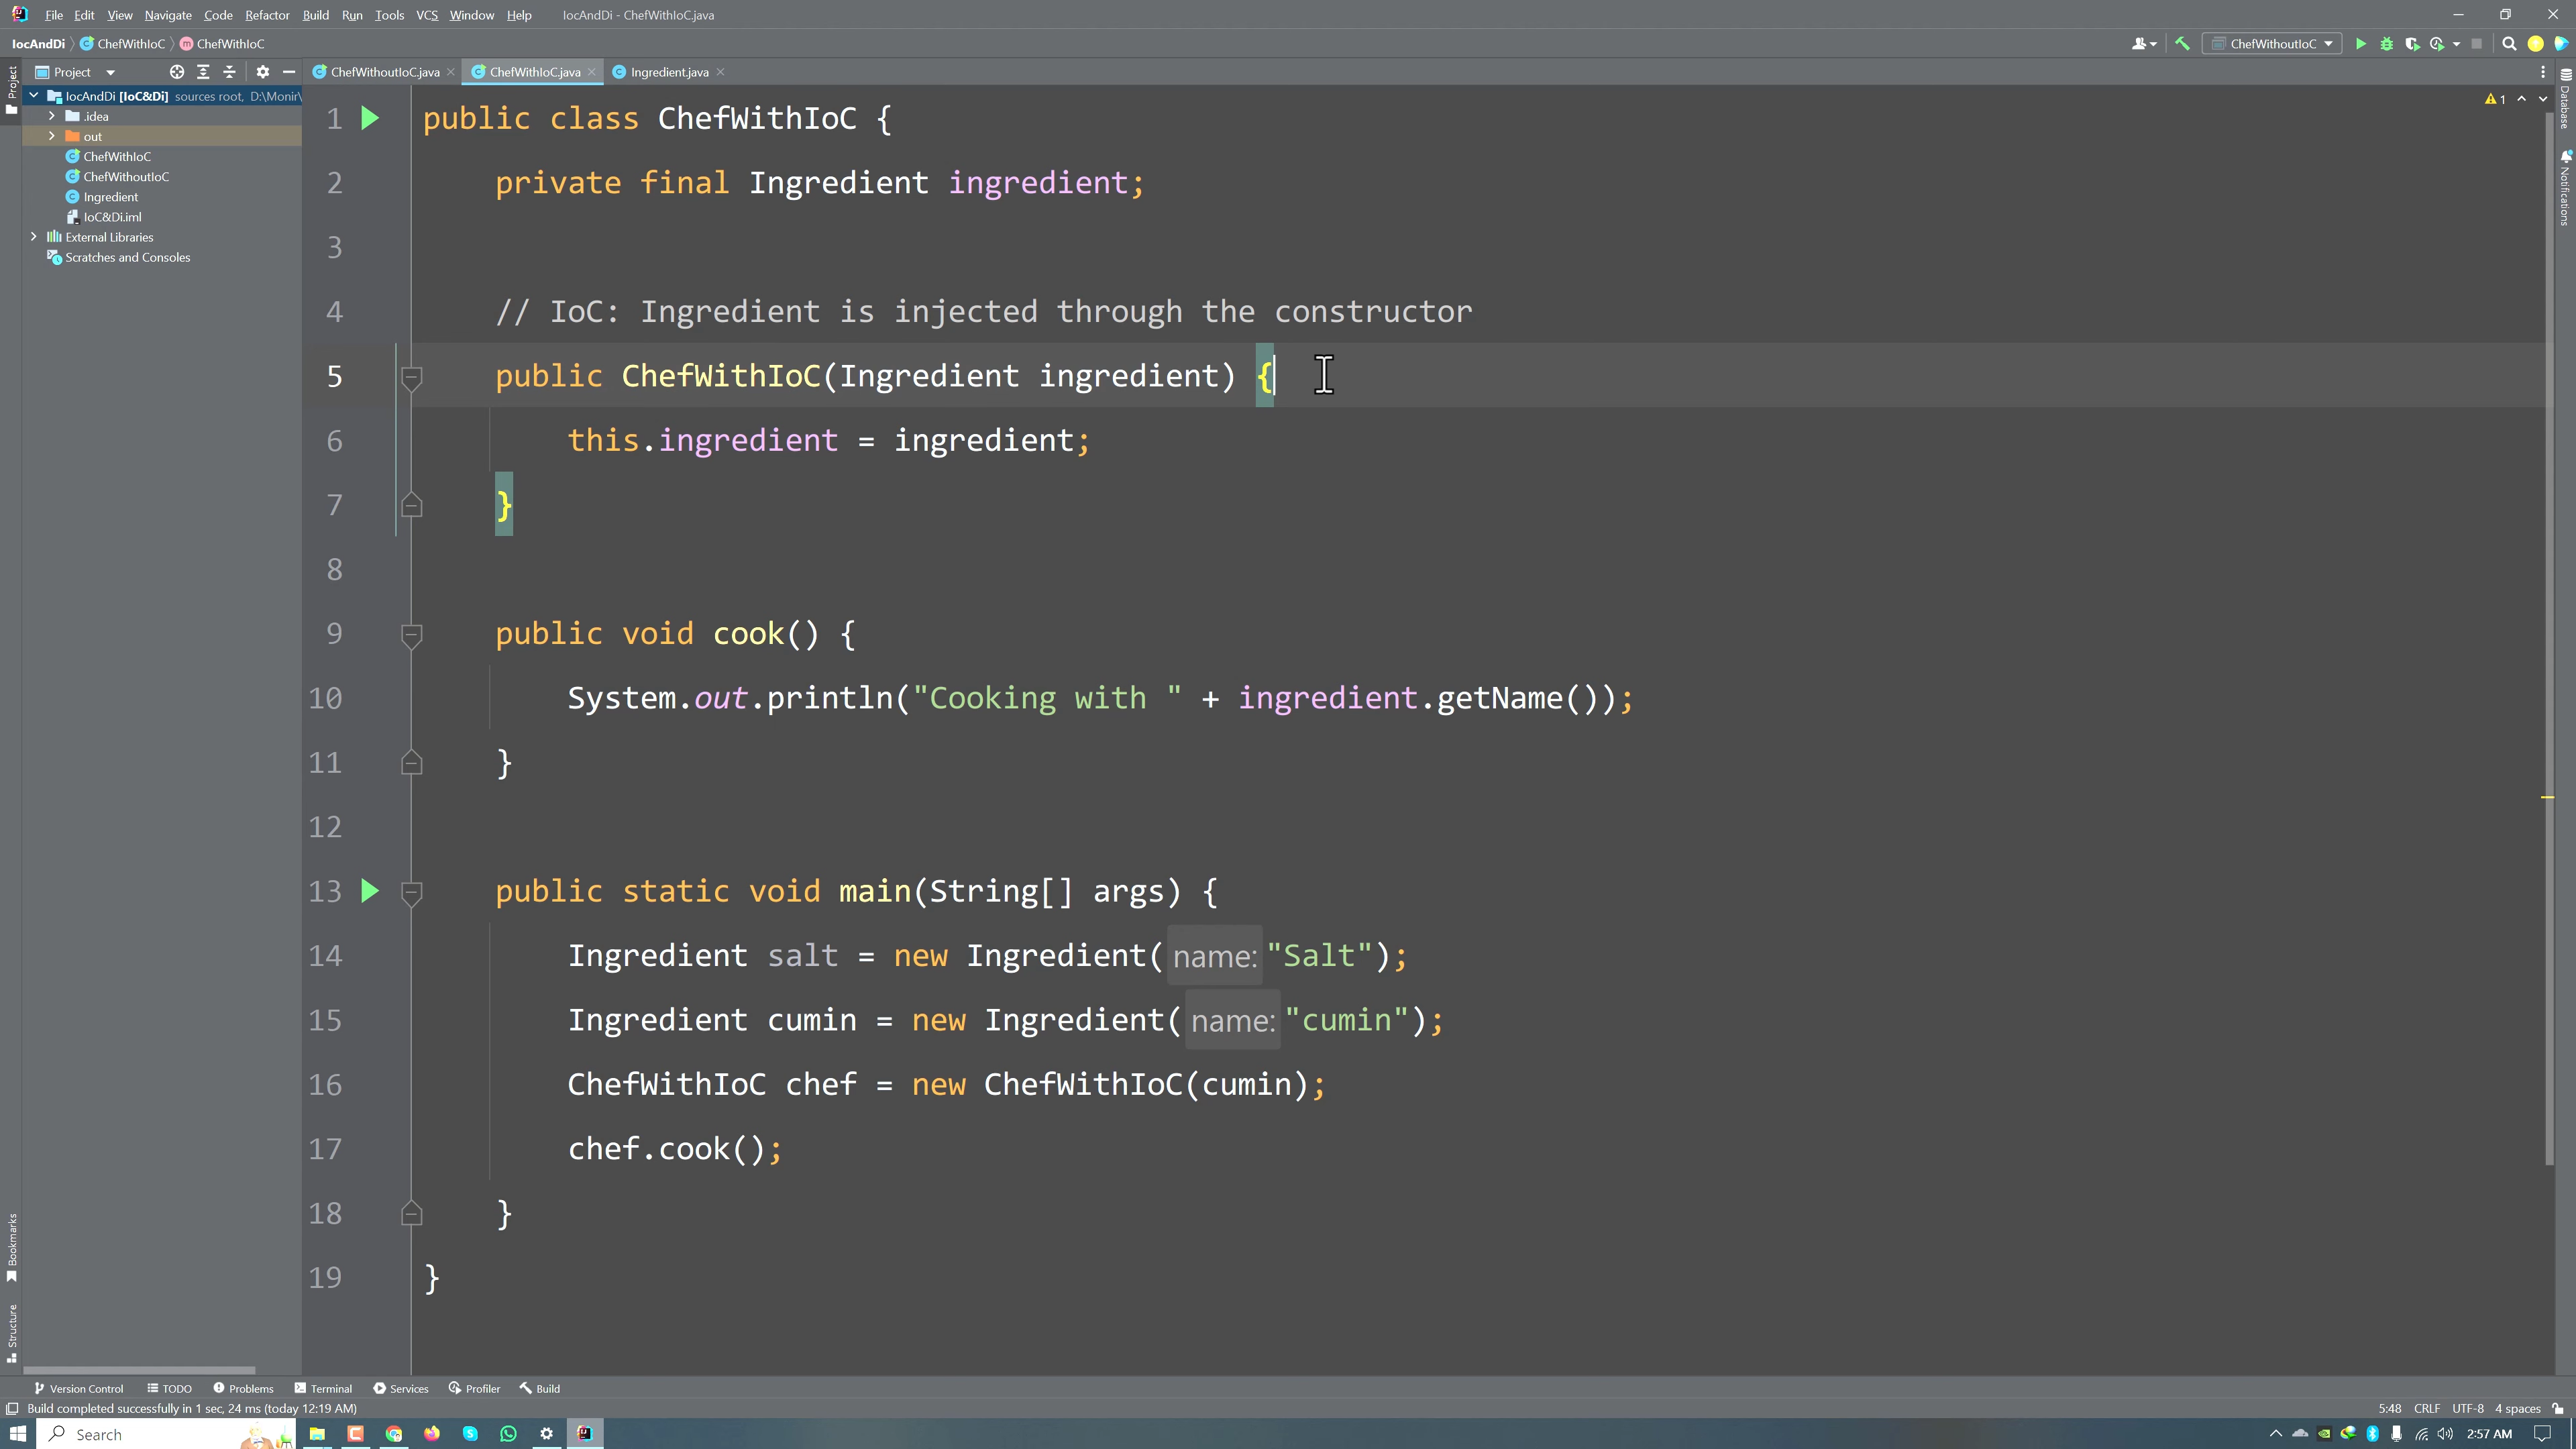 File Edit View Navigate Code Refactor Build Run Tools VCS Window Help IocAndDi - ChefWithIoC.java
IocAndDi ChefWithIoC ChefWithIoC
ChefWithoutIoC
Project
ChefWithoutIoC.java ChefWithIoC.java Ingredient.java
Project
IocAndDi [IoC&Di] sources root, D:\Monir\
.idea
out
ChefWithIoC
ChefWithoutIoC
Ingredient
IoC&Di.iml
External Libraries
Scratches and Consoles
1 public class ChefWithIoC {
2 private final Ingredient ingredient;
3
4 // IoC: Ingredient is injected through the constructor
5 public ChefWithIoC(Ingredient ingredient) {
6 this.ingredient = ingredient;
7 }
8
9 public void cook() {
10 System.out.println("Cooking with " + ingredient.getName());
11 }
12
13 public static void main(String[] args) {
14 Ingredient salt = new Ingredient( name: "Salt");
15 Ingredient cumin = new Ingredient( name: "cumin");
16 ChefWithIoC chef = new ChefWithIoC(cumin);
17 chef.cook();
18 }
19 }
1
Database
Notifications
Bookmarks
Structure
Version Control TODO Problems Terminal Services Profiler Build
Build completed successfully in 1 sec, 24 ms (today 12:19 AM)
5:48 CRLF UTF-8 4 spaces
Search
2:57 AM